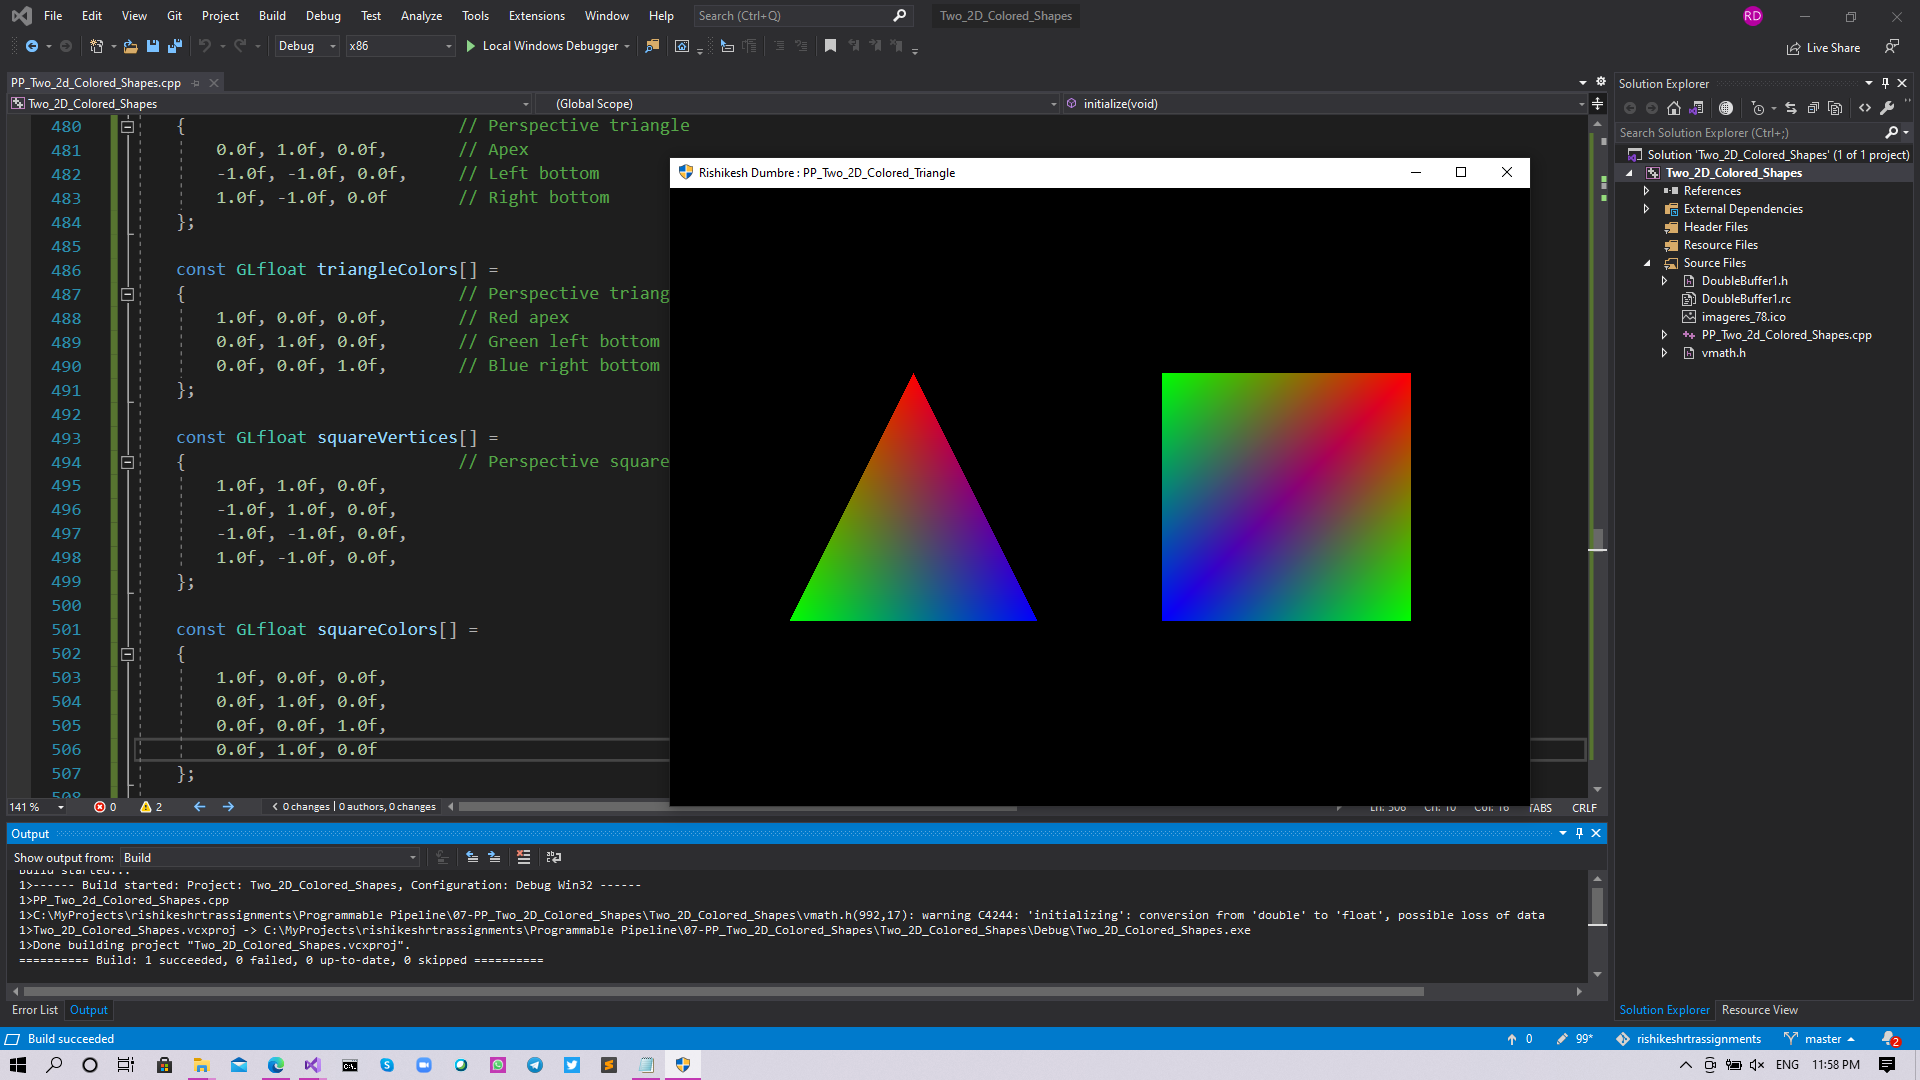 File Edit View Git Project Build Debug Test Analyze Tools Extensions Window Help Search (Ctrl+Q) Two_2D_Colored_Shapes RD
Debug x86 Local Windows Debugger Live Share
PP_Two_2d_Colored_Shapes.cpp
Two_2D_Colored_Shapes (Global Scope) initialize(void)
480 { // Perspective triangle
481 0.0f, 1.0f, 0.0f, // Apex
482 -1.0f, -1.0f, 0.0f, // Left bottom
483 1.0f, -1.0f, 0.0f // Right bottom
484 };
485
486 const GLfloat triangleColors[] =
487 { // Perspective triang
488 1.0f, 0.0f, 0.0f, // Red apex
489 0.0f, 1.0f, 0.0f, // Green left bottom
490 0.0f, 0.0f, 1.0f, // Blue right bottom
491 };
492
493 const GLfloat squareVertices[] =
494 { // Perspective square
495 1.0f, 1.0f, 0.0f,
496 -1.0f, 1.0f, 0.0f,
497 -1.0f, -1.0f, 0.0f,
498 1.0f, -1.0f, 0.0f,
499 };
500
501 const GLfloat squareColors[] =
502 {
503 1.0f, 0.0f, 0.0f,
504 0.0f, 1.0f, 0.0f,
505 0.0f, 0.0f, 1.0f,
506 0.0f, 1.0f, 0.0f
507 };
508
Rishikesh Dumbre : PP_Two_2D_Colored_Triangle
141 % 0 2 0 changes | 0 authors, 0 changes Ln: 506 Ch: 10 Col: 16 TABS CRLF
Output
Show output from: Build
Build started...
1>------ Build started: Project: Two_2D_Colored_Shapes, Configuration: Debug Win32 ------
1>PP_Two_2d_Colored_Shapes.cpp
1>C:\MyProjects\rishikeshrtrassignments\Programmable Pipeline\07-PP_Two_2D_Colored_Shapes\Two_2D_Colored_Shapes\vmath.h(992,17): warning C4244: 'initializing': conversion from 'double' to 'float', possible loss of data
1>Two_2D_Colored_Shapes.vcxproj -> C:\MyProjects\rishikeshrtrassignments\Programmable Pipeline\07-PP_Two_2D_Colored_Shapes\Two_2D_Colored_Shapes\Debug\Two_2D_Colored_Shapes.exe
1>Done building project "Two_2D_Colored_Shapes.vcxproj".
========== Build: 1 succeeded, 0 failed, 0 up-to-date, 0 skipped ==========
Error List Output
Solution Explorer
Search Solution Explorer (Ctrl+;)
Solution 'Two_2D_Colored_Shapes' (1 of 1 project)
Two_2D_Colored_Shapes
References
External Dependencies
Header Files
Resource Files
Source Files
DoubleBuffer1.h
DoubleBuffer1.rc
imageres_78.ico
PP_Two_2d_Colored_Shapes.cpp
vmath.h
Solution Explorer Resource View
Build succeeded 0 99* rishikeshrtrassignments master 2
ENG 11:58 PM